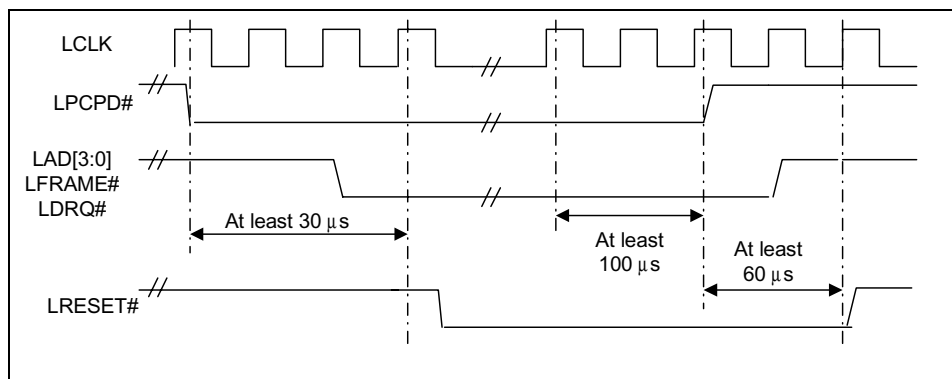 LCLK
LPCPD#
LAD[3:0]
LFRAME#
LDRQ#
At least 30 µs
At least
100 µs
At least
60 µs
LRESET#